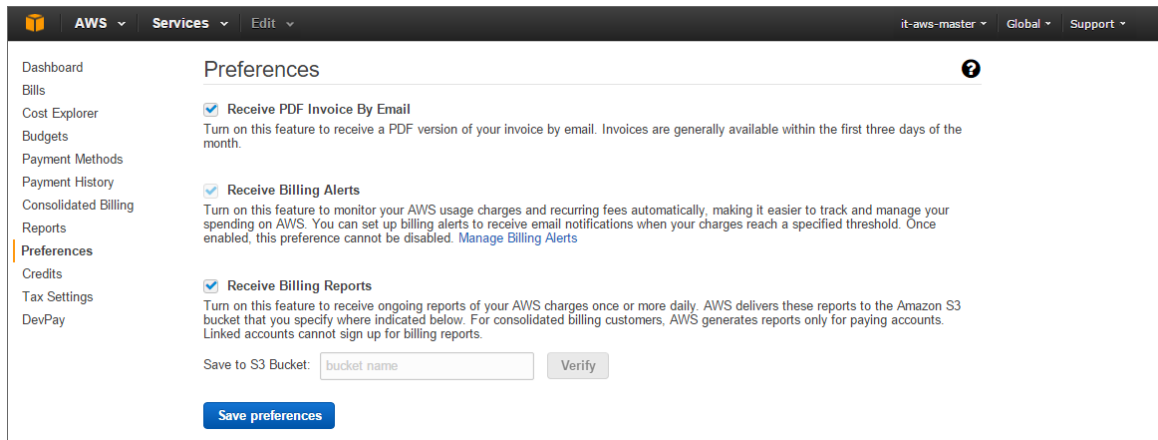 AWS Services Edit it-aws-master Global Support
Dashboard
Bills
Cost Explorer
Budgets
Payment Methods
Payment History
Consolidated Billing
Reports
Preferences
Credits
Tax Settings
DevPay
Preferences ?
Receive PDF Invoice By Email
Turn on this feature to receive a PDF version of your invoice by email. Invoices are generally available within the first three days of the
month.
Receive Billing Alerts
Turn on this feature to monitor your AWS usage charges and recurring fees automatically, making it easier to track and manage your
spending on AWS. You can set up billing alerts to receive email notifications when your charges reach a specified threshold. Once
enabled, this preference cannot be disabled. Manage Billing Alerts
Receive Billing Reports
Turn on this feature to receive ongoing reports of your AWS charges once or more daily. AWS delivers these reports to the Amazon S3
bucket that you specify where indicated below. For consolidated billing customers, AWS generates reports only for paying accounts.
Linked accounts cannot sign up for billing reports.
Save to S3 Bucket: bucket name Verify
Save preferences